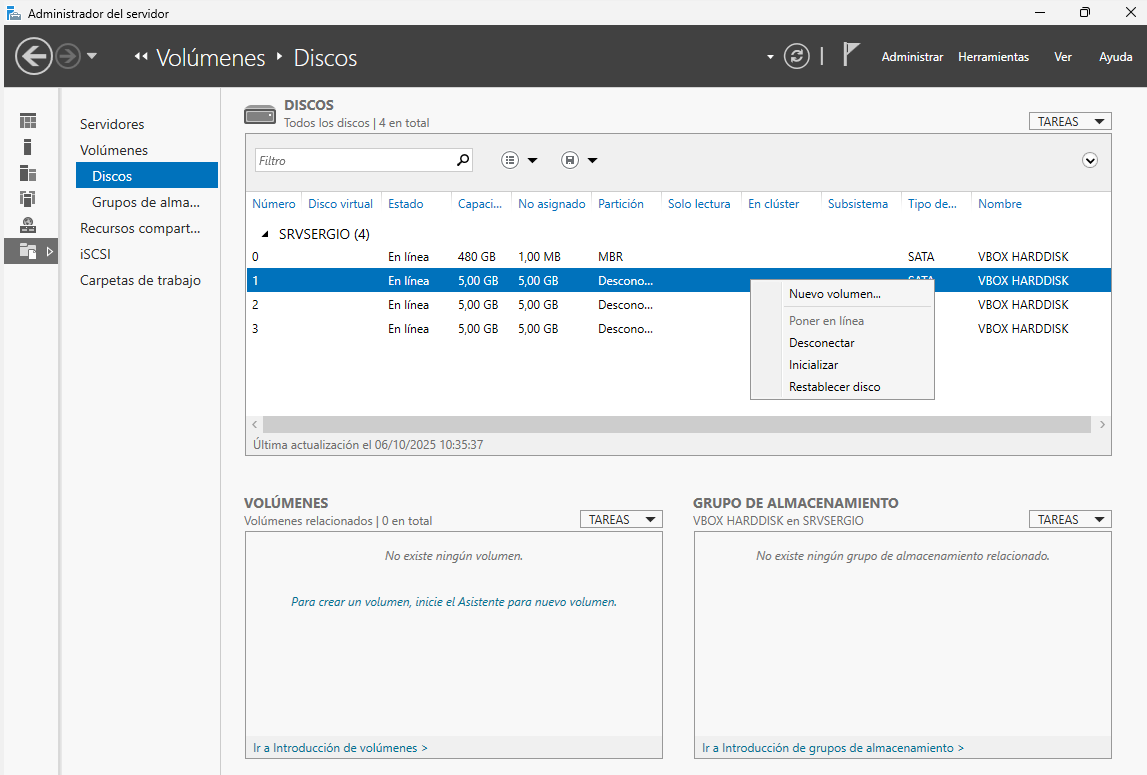 Administrador del servidor
Volúmenes Discos
Administrar Herramientas Ver Ayuda
Servidores
Volúmenes
Discos
Grupos de alma...
Recursos compart...
iSCSI
Carpetas de trabajo
DISCOS
Todos los discos | 4 en total
TAREAS
Filtro
Número Disco virtual Estado Capaci... No asignado Partición Solo lectura En clúster Subsistema Tipo de... Nombre
SRVSERGIO (4)
0 En línea 480 GB 1,00 MB MBR SATA VBOX HARDDISK
1 En línea 5,00 GB 5,00 GB Descono... SATA VBOX HARDDISK
2 En línea 5,00 GB 5,00 GB Descono... VBOX HARDDISK
3 En línea 5,00 GB 5,00 GB Descono... VBOX HARDDISK
Nuevo volumen...
Poner en línea
Desconectar
Inicializar
Restablecer disco
Última actualización el 06/10/2025 10:35:37
VOLÚMENES
Volúmenes relacionados | 0 en total
TAREAS
No existe ningún volumen.
Para crear un volumen, inicie el Asistente para nuevo volumen.
Ir a Introducción de volúmenes >
GRUPO DE ALMACENAMIENTO
VBOX HARDDISK en SRVSERGIO
TAREAS
No existe ningún grupo de almacenamiento relacionado.
Ir a Introducción de grupos de almacenamiento >